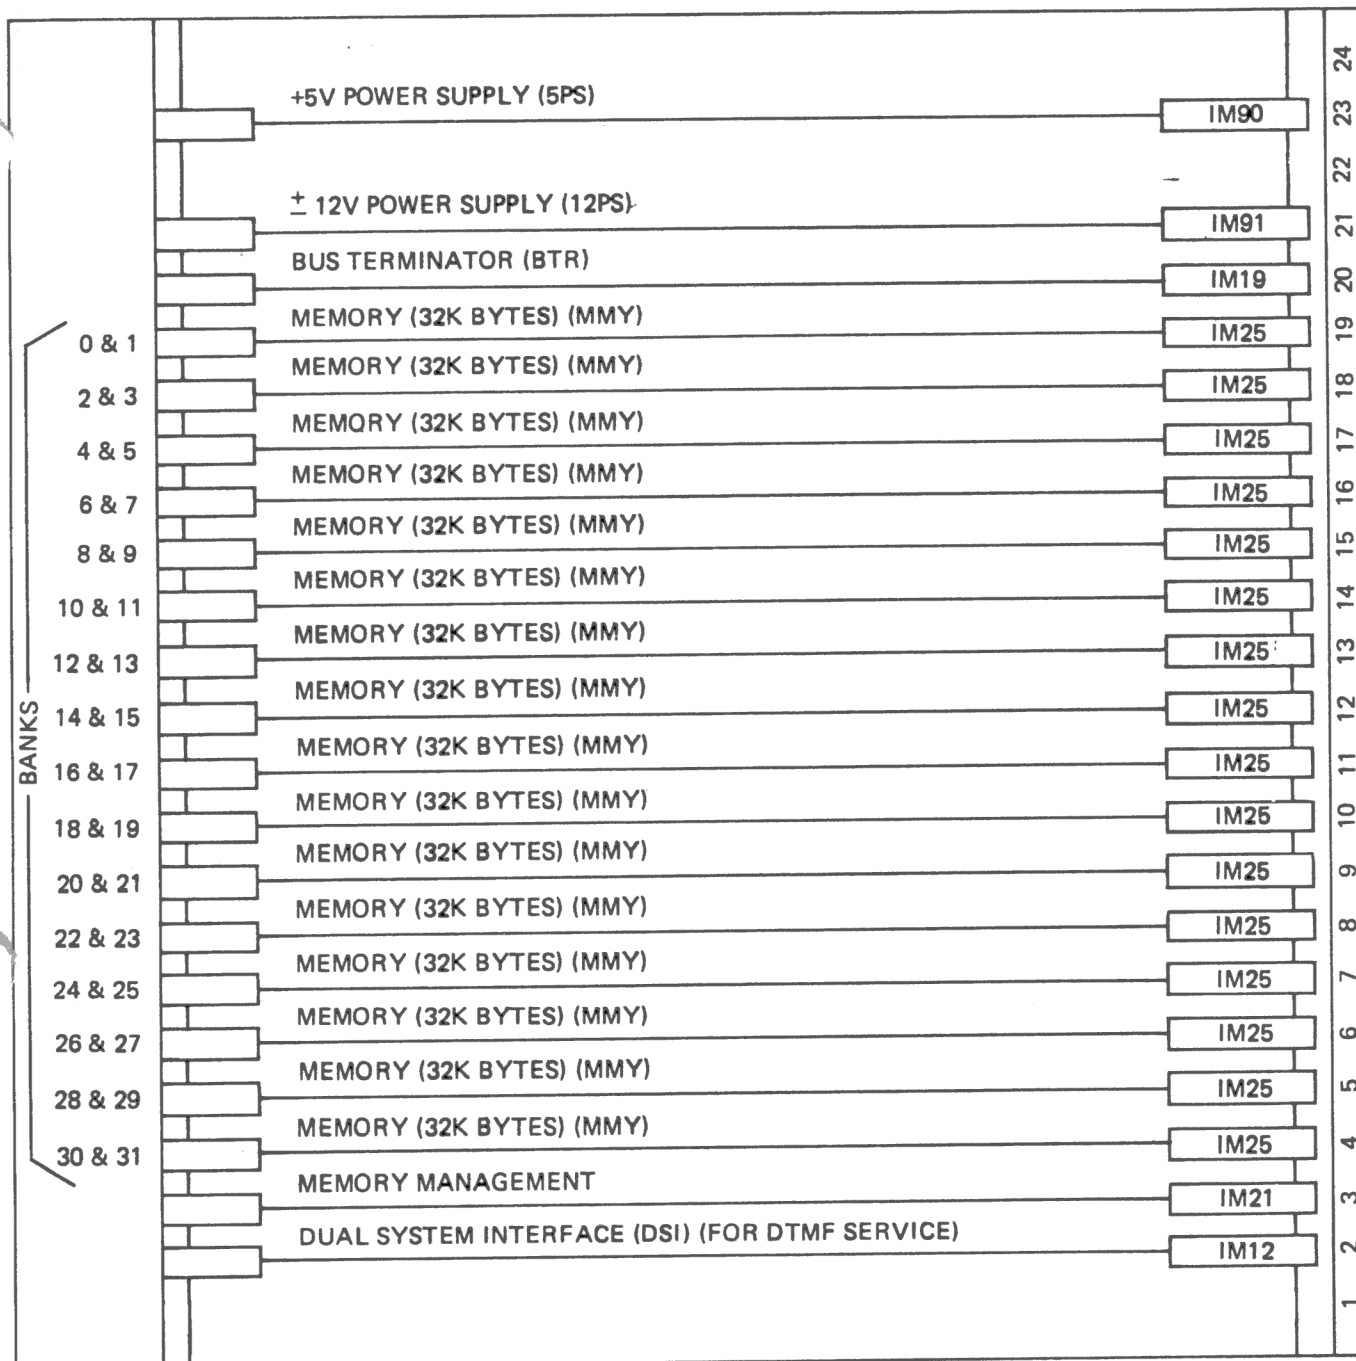 24
+5V POWER SUPPLY (5PS)
IM90 23
22
± 12V POWER SUPPLY (12PS)
IM91 21
BUS TERMINATOR (BTR)
IM19 20
MEMORY (32K BYTES) (MMY)
0 & 1 IM25 19
MEMORY (32K BYTES) (MMY)
2 & 3 IM25 18
MEMORY (32K BYTES) (MMY)
4 & 5 IM25 17
MEMORY (32K BYTES) (MMY)
6 & 7 IM25 16
MEMORY (32K BYTES) (MMY)
8 & 9 IM25 15
MEMORY (32K BYTES) (MMY)
10 & 11 IM25 14
MEMORY (32K BYTES) (MMY)
12 & 13 IM25 13
MEMORY (32K BYTES) (MMY)
14 & 15 IM25 12
BANKS
MEMORY (32K BYTES) (MMY)
16 & 17 IM25 11
MEMORY (32K BYTES) (MMY)
18 & 19 IM25 10
MEMORY (32K BYTES) (MMY)
20 & 21 IM25 9
MEMORY (32K BYTES) (MMY)
22 & 23 IM25 8
MEMORY (32K BYTES) (MMY)
24 & 25 IM25 7
MEMORY (32K BYTES) (MMY)
26 & 27 IM25 6
MEMORY (32K BYTES) (MMY)
28 & 29 IM25 5
MEMORY (32K BYTES) (MMY)
30 & 31 IM25 4
MEMORY MANAGEMENT
IM21 3
DUAL SYSTEM INTERFACE (DSI) (FOR DTMF SERVICE)
IM12 2
1